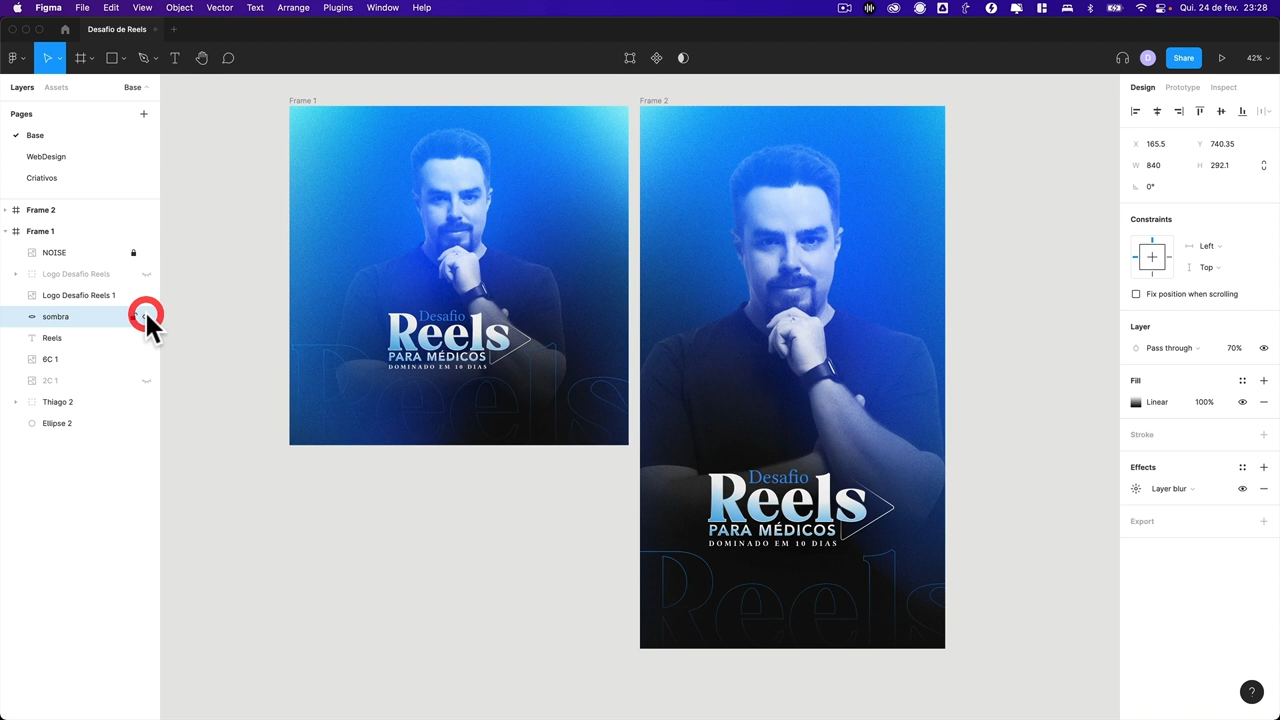 Figma File Edit View Object Vector Text Arrange Plugins Window Help Qui. 24 de fev. 23:28
Desafio de Reels
D Share 42%
Layers Assets Base
Pages
Base
WebDesign
Criativos
Frame 2
Frame 1
NOISE
Logo Desafio Reels
Logo Desafio Reels 1
sombra
Reels
6C 1
2C 1
Thiago 2
Ellipse 2
Frame 1
Desafio
Reels
PARA MÉDICOS
DOMINADO EM 10 DIAS
Reels
Frame 2
Desafio
Reels
PARA MÉDICOS
DOMINADO EM 10 DIAS
Reels
Design Prototype Inspect
X 165.5 Y 740.35
W 840 H 292.1
0°
Constraints
Left
Top
Fix position when scrolling
Layer
Pass through 70%
Fill
Linear 100%
Stroke
Effects
Layer blur
Export
?